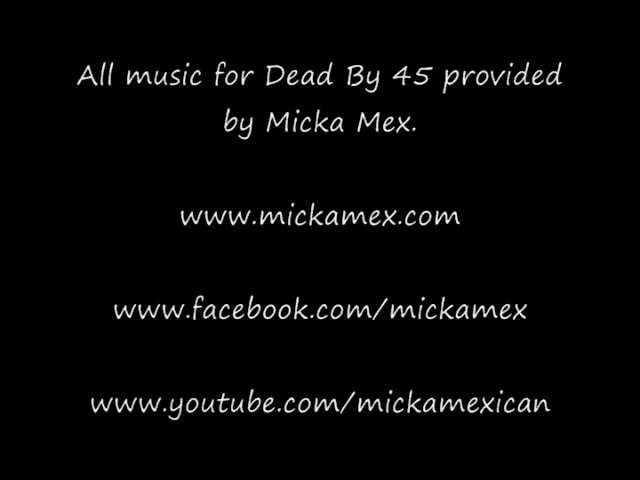 All music for Dead By 45 provided
by Micka Mex.
www.mickamex.com
www.facebook.com/mickamex
www.youtube.com/mickamexican